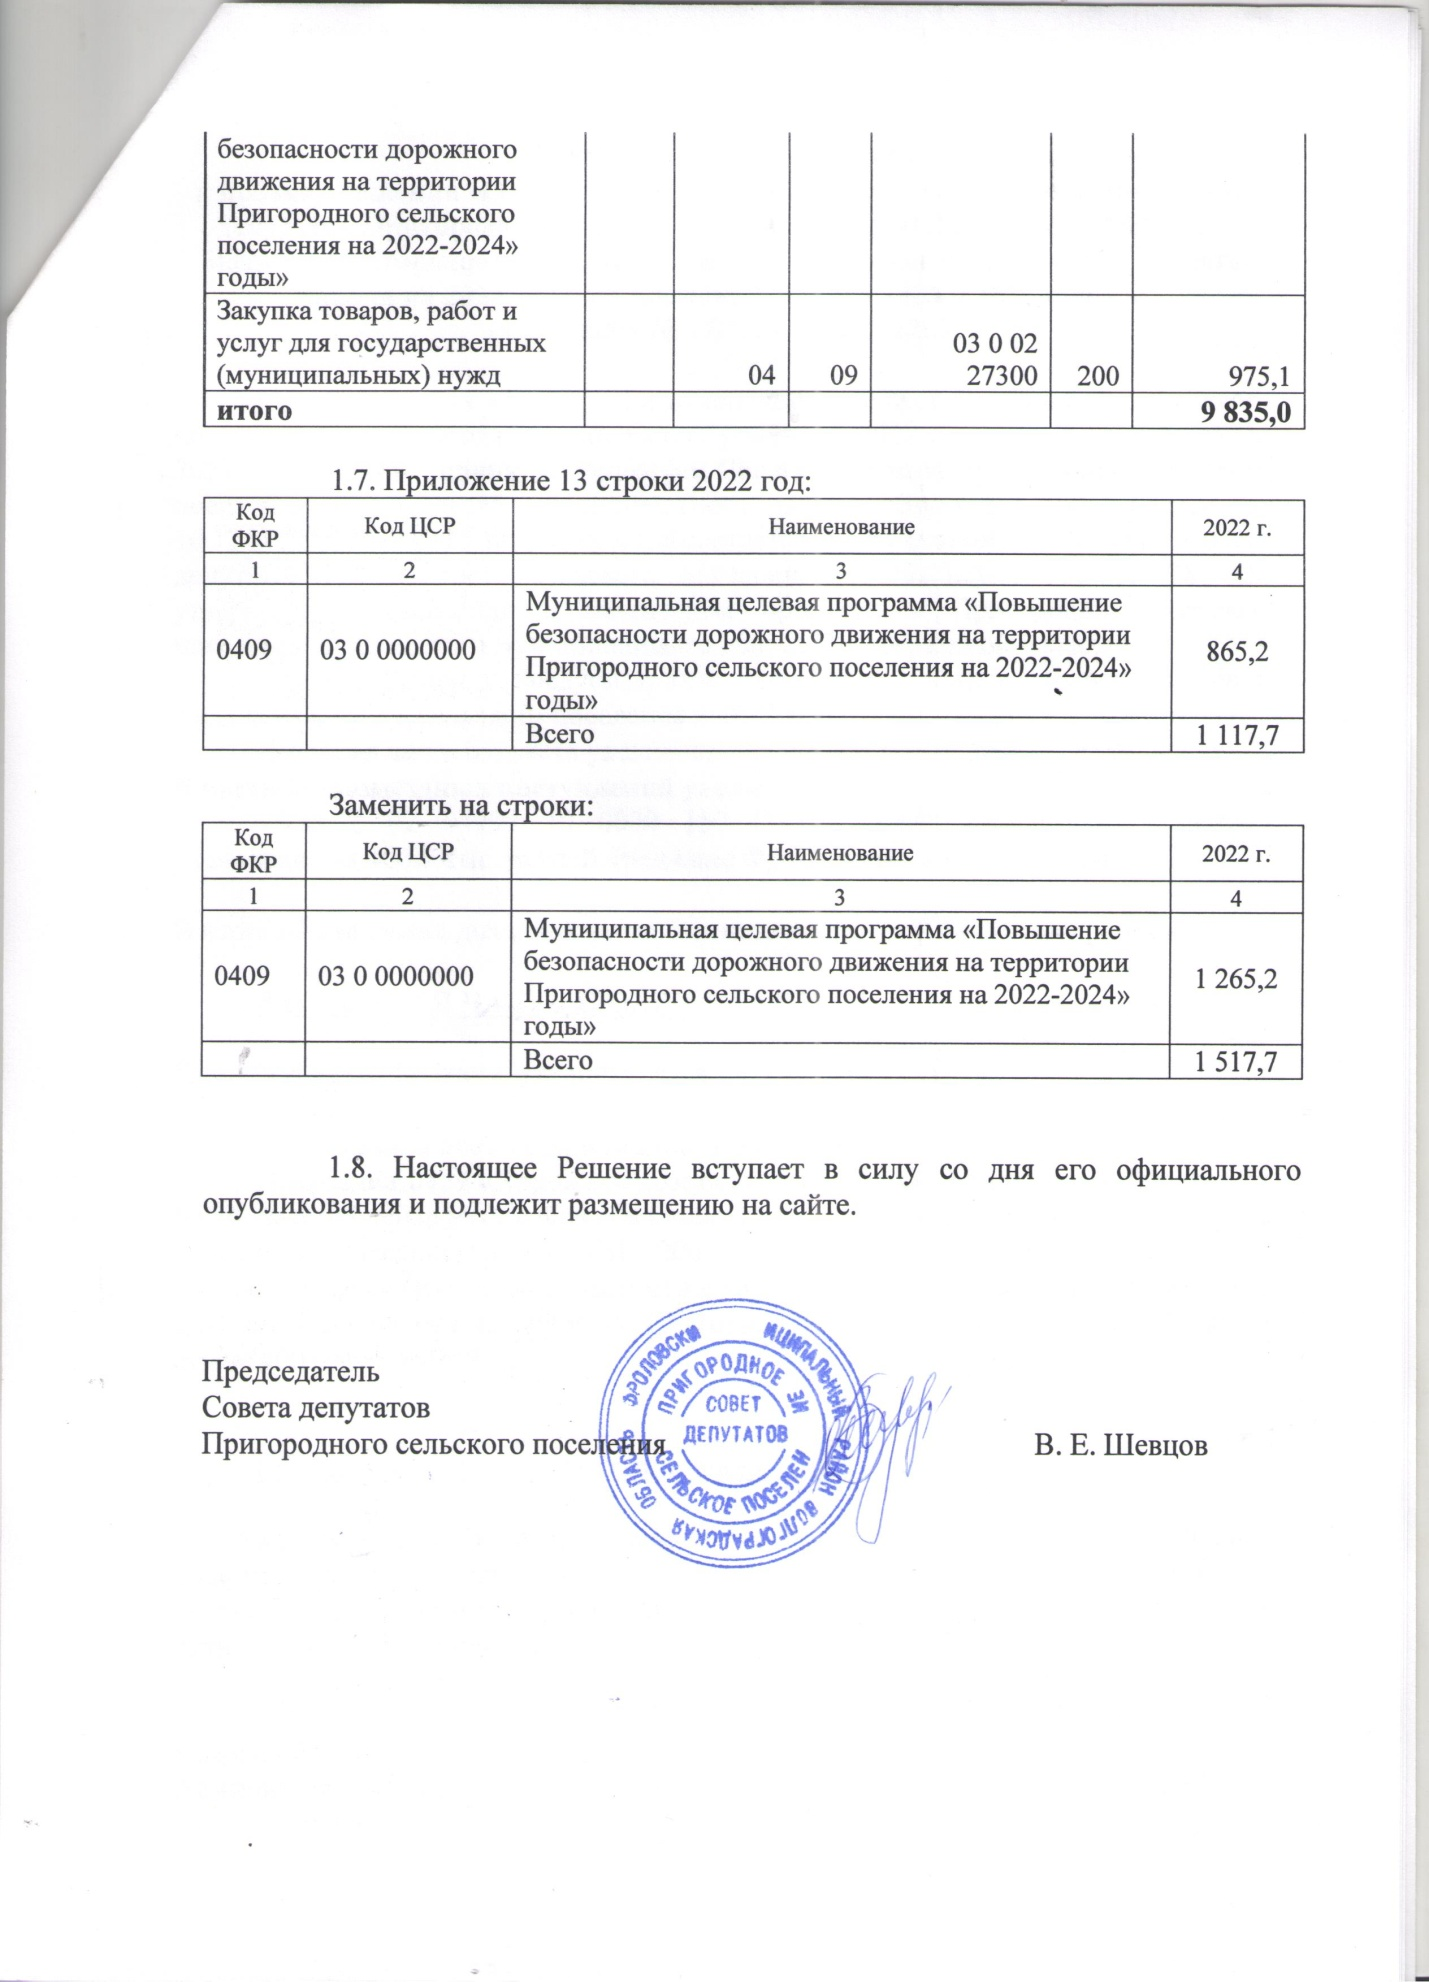 безопасности дорожного
движения на территории
Пригородного сельского
поселения на 2022-2024»
годы»
Закупка товаров, работ и
услуг для государственных
(муниципальных) нужд 04 09 03 0 02 27300 200 975,1
итого 9 835,0
1.7. Приложение 13 строки 2022 год:
Код ФКР Код ЦСР Наименование 2022 г.
1 2 3 4
0409 03 0 0000000 Муниципальная целевая программа «Повышение
безопасности дорожного движения на территории
Пригородного сельского поселения на 2022-2024»
годы» 865,2
Всего 1 117,7
Заменить на строки:
Код ФКР Код ЦСР Наименование 2022 г.
1 2 3 4
0409 03 0 0000000 Муниципальная целевая программа «Повышение
безопасности дорожного движения на территории
Пригородного сельского поселения на 2022-2024»
годы» 1 265,2
Всего 1 517,7
1.8. Настоящее Решение вступает в силу со дня его официального
опубликования и подлежит размещению на сайте.
Председатель
Совета депутатов
Пригородного сельского поселения В. Е. Шевцов
ПРИГОРОДНОЕ
СЕЛЬСКОЕ
СОВЕТ
ДЕПУТАТОВ
РАЙОН ВОЛГОГРАДСКАЯ